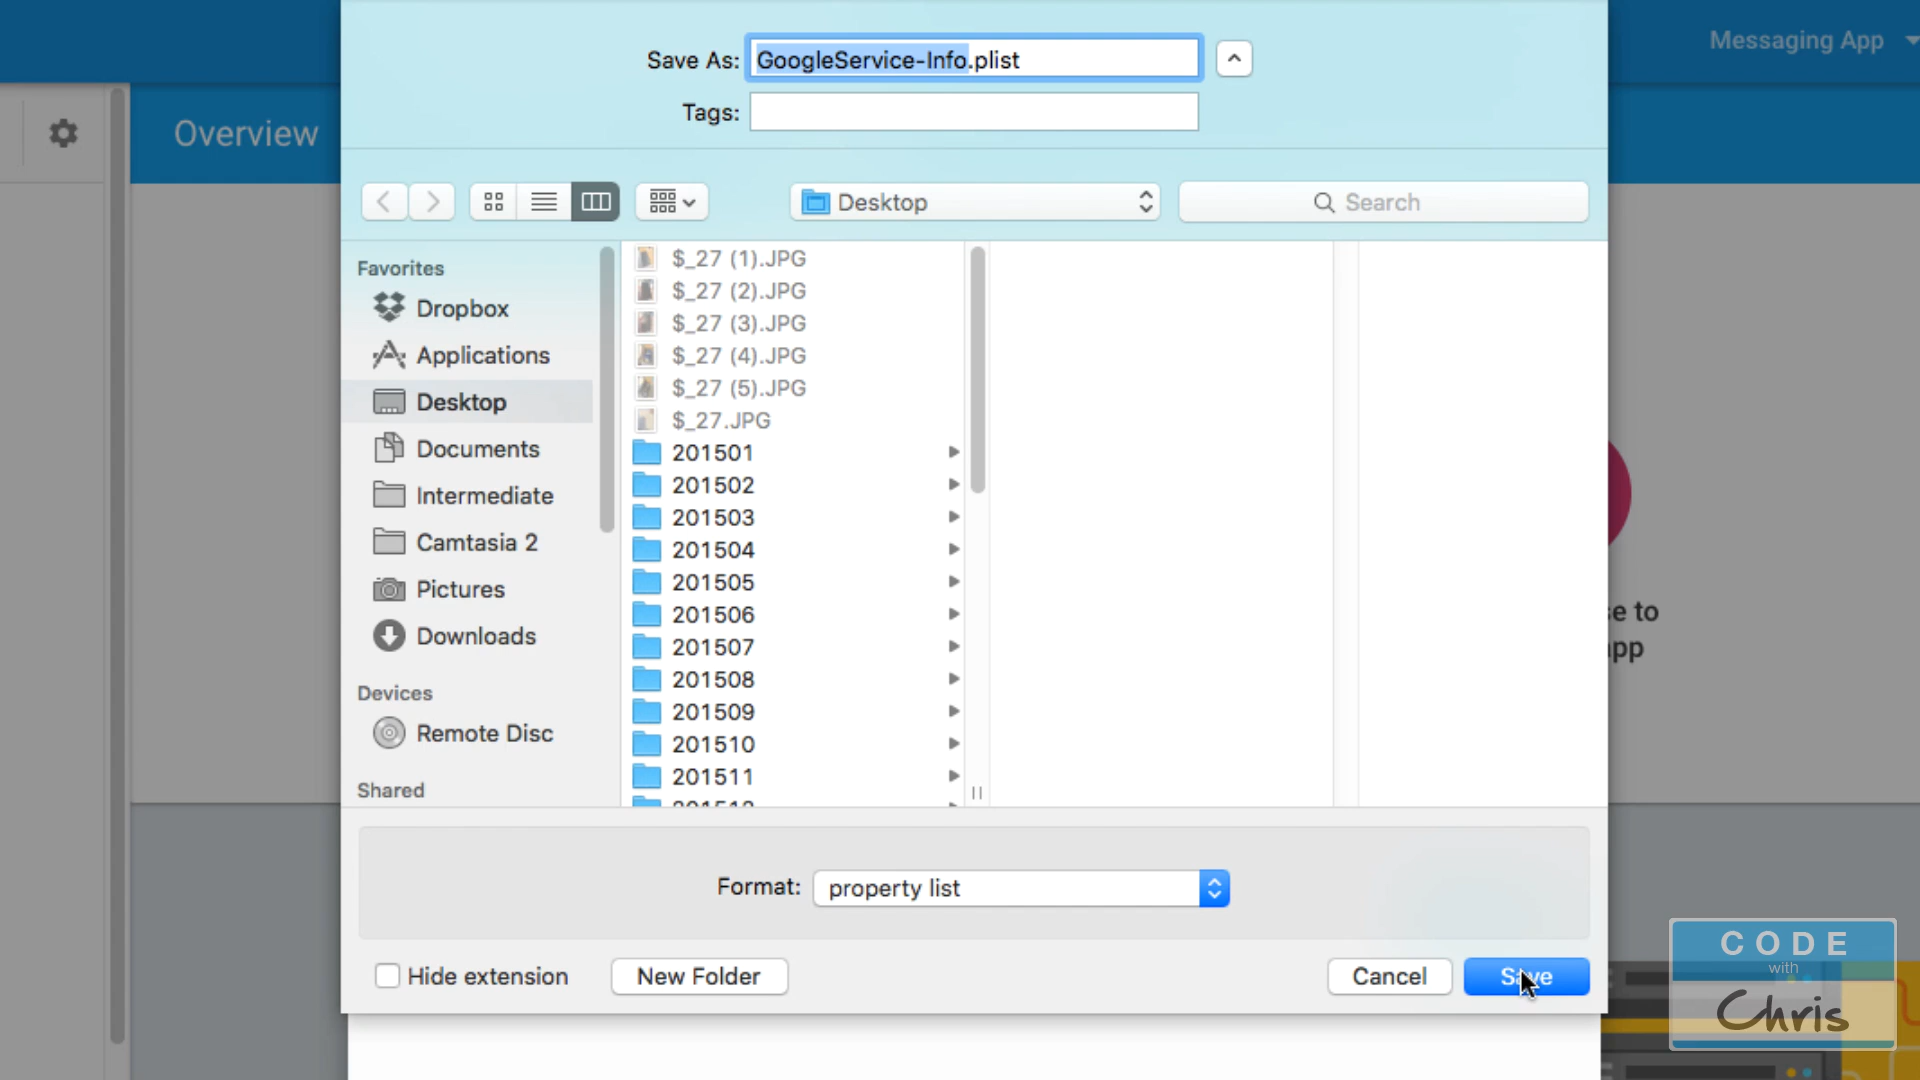 Save As: GoogleService-Info.plist
Messaging App
Tags:
Overview
Desktop
Search
Favorites
Dropbox
Applications
Desktop
Documents
Intermediate
Camtasia 2
Pictures
Downloads
Devices
Remote Disc
Shared
$_27 (1).JPG
$_27 (2).JPG
$_27 (3).JPG
$_27 (4).JPG
$_27 (5).JPG
$_27.JPG
201501
201502
201503
201504
201505
201506
201507
201508
201509
201510
201511
201512
se to
app
Format: property list
Hide extension
New Folder
Cancel
Save
CODE
with
Chris